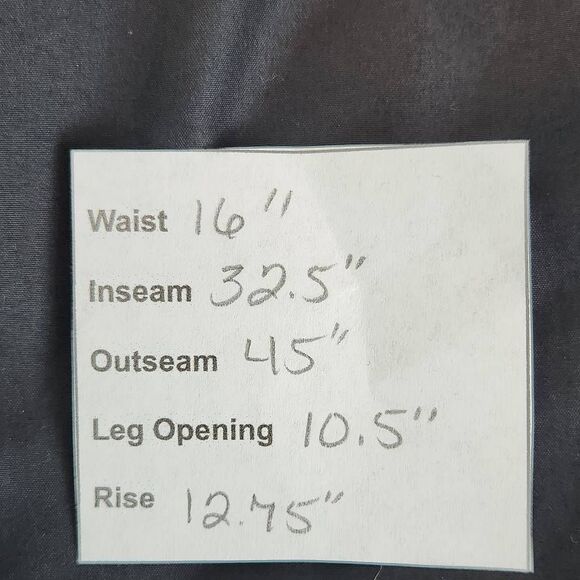 Waist 16"
Inseam 32.5"
Outseam 45"
Leg Opening 10.5"
Rise 12.75"